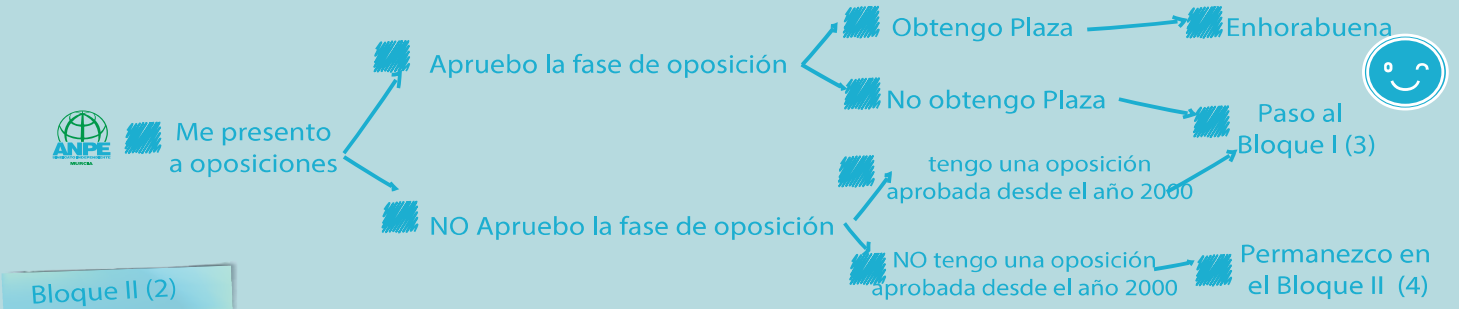 Obtengo Plaza
Enhorabuena
Apruebo la fase de oposición
No obtengo Plaza
Paso al
Bloque I (3)
ANPE
MURCIA
Me presento
a oposiciones
tengo una oposición
aprobada desde el año 2000
NO Apruebo la fase de oposición
NO tengo una oposición
aprobada desde el año 2000
Permanezco en
el Bloque II (4)
Bloque II (2)